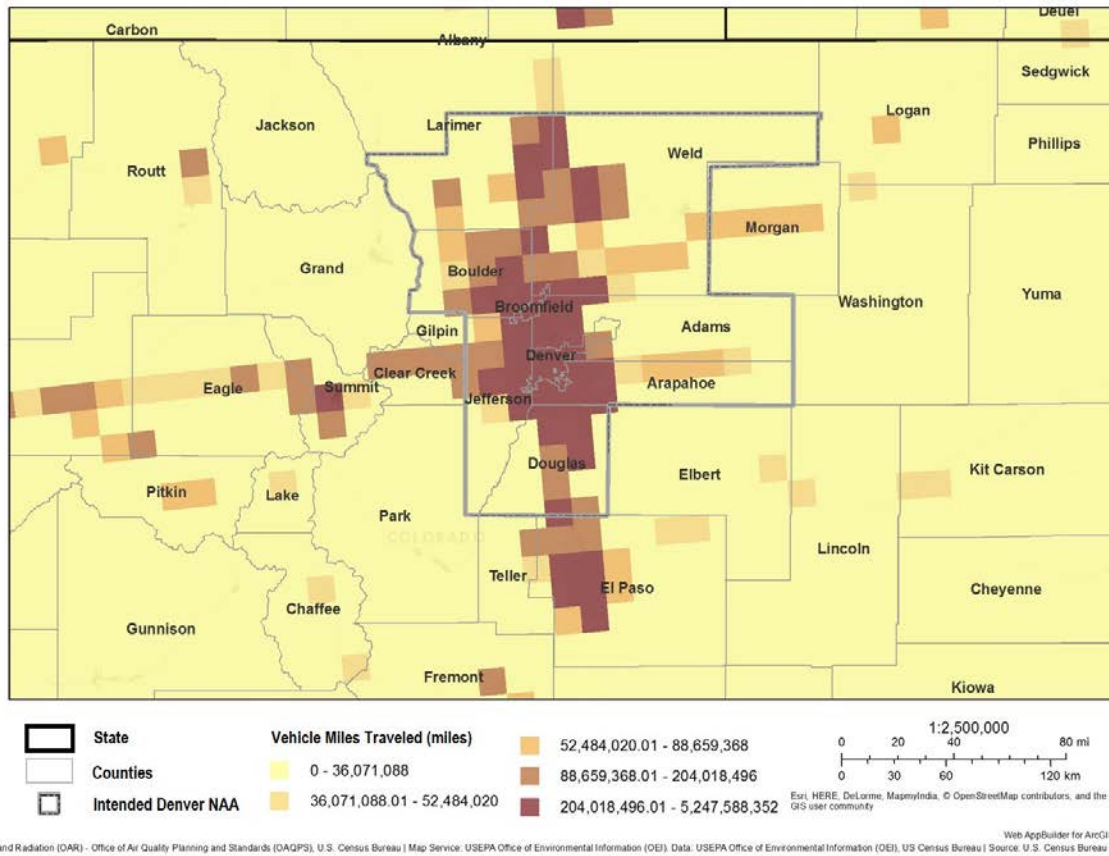 Carbon
Albany
Deuel
Sedgwick
Logan
Jackson
Larimer
Phillips
Weld
Routt
Morgan
Grand
Boulder
Washington
Yuma
Broomfield
Gilpin
Adams
Denver
Clear Creek
Eagle
Summit
Arapahoe
Jefferson
Douglas
Elbert
Kit Carson
Pitkin
Lake
Park
COLORADO
Lincoln
Teller
El Paso
Cheyenne
Chaffee
Gunnison
Fremont
Kiowa
State
Counties
Intended Denver NAA
Vehicle Miles Traveled (miles)
0 - 36,071,088
36,071,088.01 - 52,484,020
52,484,020.01 - 88,659,368
88,659,368.01 - 204,018,496
204,018,496.01 - 5,247,588,352
1:2,500,000
0 20 40 80 mi
0 30 60 120 km
Esri, HERE, DeLorme, MapmyIndia, © OpenStreetMap contributors, and the
GIS user community
Web AppBuilder for ArcGI
and Radiation (OAR) - Office of Air Quality Planning and Standards (OAQPS), U.S. Census Bureau | Map Service: USEPA Office of Environmental Information (OEI). Data: USEPA Office of Environmental Information (OEI), US Census Bureau | Source: U.S. Census Bureau